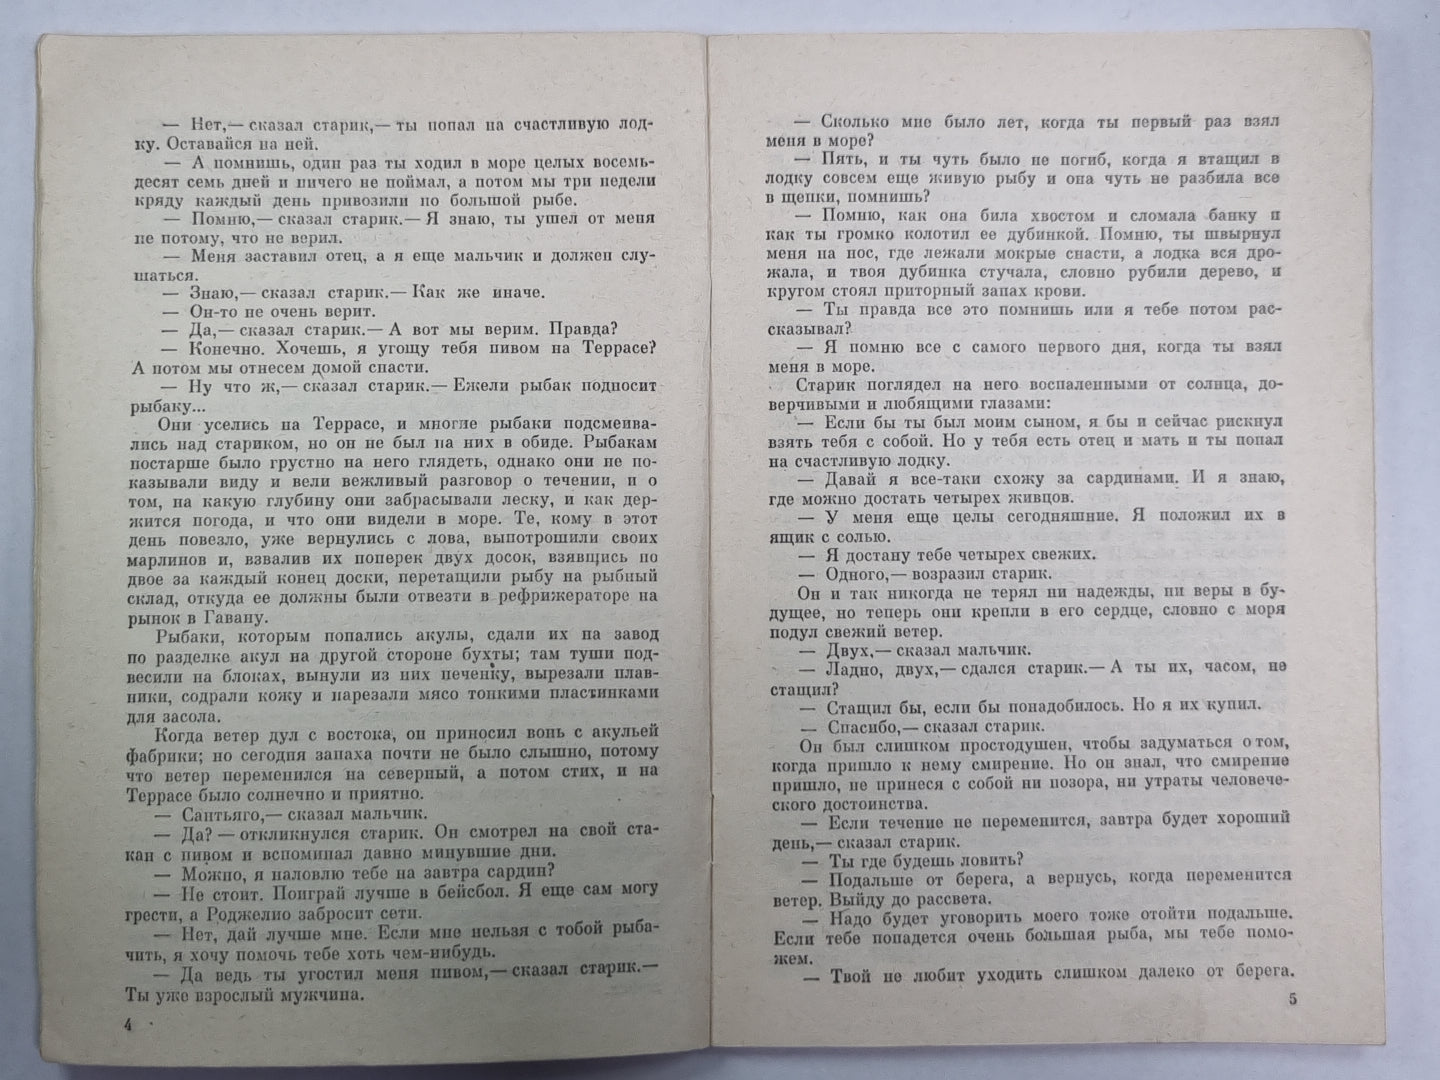 — Нет,— сказал старик,— ты попал на счастливую лод-
ку. Оставайся на ней.
— А помнишь, один раз ты ходил в море целых восемь-
десят семь дней и ничего не поймал, а потом мы три недели
кряду каждый день привозили по большой рыбе.
— Помню,— сказал старик.— Я знаю, ты ушел от меня
не потому, что не верил.
— Меня заставил отец, а я еще мальчик и должен слу-
шаться.
— Знаю,— сказал старик.— Как же иначе.
— Он-то не очень верит.
— Да,— сказал старик.— А вот мы верим. Правда?
— Конечно. Хочешь, я угощу тебя пивом на Террасе?
А потом мы отнесем домой снасти.
— Ну что ж,— сказал старик.— Ежели рыбак подносит
рыбаку...
Они уселись на Террасе, и многие рыбаки подсмеива-
лись над стариком, но он не был на них в обиде. Рыбакам
постарше было грустно на него глядеть, однако они не по-
казывали виду и вели вежливый разговор о течении, и о
том, на какую глубину они забрасывали леску, и как дер-
жится погода, и что они видели в море. Те, кому в этот
день повезло, уже вернулись с лова, выпотрошили своих
марлинов и, взвалив их поперек двух досок, взявшись по
двое за каждый конец доски, перетащили рыбу на рыбный
склад, откуда ее должны были отвезти в рефрижераторе на
рынок в Гавану.
Рыбаки, которым попались акулы, сдали их на завод
по разделке акул на другой стороне бухты; там туши под-
весили на блоках, вынули из них печенку, вырезали плав-
ники, содрали кожу и нарезали мясо тонкими пластинками
для засола.
Когда ветер дул с востока, он приносил вонь с акульей
фабрики; но сегодня запаха почти не было слышно, потому
что ветер переменился на северный, а потом стих, и на
Террасе было солнечно и приятно.
— Сантьяго,— сказал мальчик.
— Да? — откликнулся старик. Он смотрел на свой ста-
кан с пивом и вспоминал давно минувшие дни.
— Можно, я наловлю тебе на завтра сардин?
— Не стоит. Поиграй лучше в бейсбол. Я еще сам могу
грести, а Роджелио забросит сети.
— Нет, дай лучше мне. Если мне нельзя с тобой рыба-
чить, я хочу помочь тебе хоть чем-нибудь.
— Да ведь ты угостил меня пивом,— сказал старик.—
Ты уже взрослый мужчина.
4
— Сколько мне было лет, когда ты первый раз взял
меня в море?
— Пять, и ты чуть было не погиб, когда я втащил в
лодку совсем еще живую рыбу и она чуть не разбила все
в щепки, помнишь?
— Помню, как она била хвостом и сломала банку и
как ты громко колотил ее дубинкой. Помню, ты швырнул
меня на нос, где лежали мокрые снасти, а лодка вся дро-
жала, и твоя дубинка стучала, словно рубили дерево, и
кругом стоял приторный запах крови.
— Ты правда все это помнишь или я тебе потом рас-
сказывал?
— Я помню все с самого первого дня, когда ты взял
меня в море.
Старик поглядел на него воспаленными от солнца, до-
верчивыми и любящими глазами:
— Если бы ты был моим сыном, я бы и сейчас рискнул
взять тебя с собой. Но у тебя есть отец и мать и ты попал
на счастливую лодку.
— Давай я все-таки схожу за сардинами. И я знаю,
где можно достать четырех живцов.
— У меня еще целы сегодняшние. Я положил их в
ящик с солью.
— Я достану тебе четырех свежих.
— Одного,— возразил старик.
Он и так никогда не терял ни надежды, ни веры в бу-
дущее, но теперь они крепли в его сердце, словно с моря
подул свежий ветер.
— Двух,— сказал мальчик.
— Ладно, двух,— сдался старик.— А ты их, часом, не
стащил?
— Стащил бы, если бы понадобилось. Но я их купил.
— Спасибо,— сказал старик.
Он был слишком простодушен, чтобы задуматься о том,
когда пришло к нему смирение. Но он знал, что смирение
пришло, не принеся с собой ни позора, ни утраты человече-
ского достоинства.
— Если течение не переменится, завтра будет хороший
день,— сказал старик.
— Ты где будешь ловить?
— Подальше от берега, а вернусь, когда переменится
ветер. Выйду до рассвета.
— Надо будет уговорить моего тоже отойти подальше.
Если тебе попадется очень большая рыба, мы тебе помо-
жем.
— Твой не любит уходить слишком далеко от берега.
5